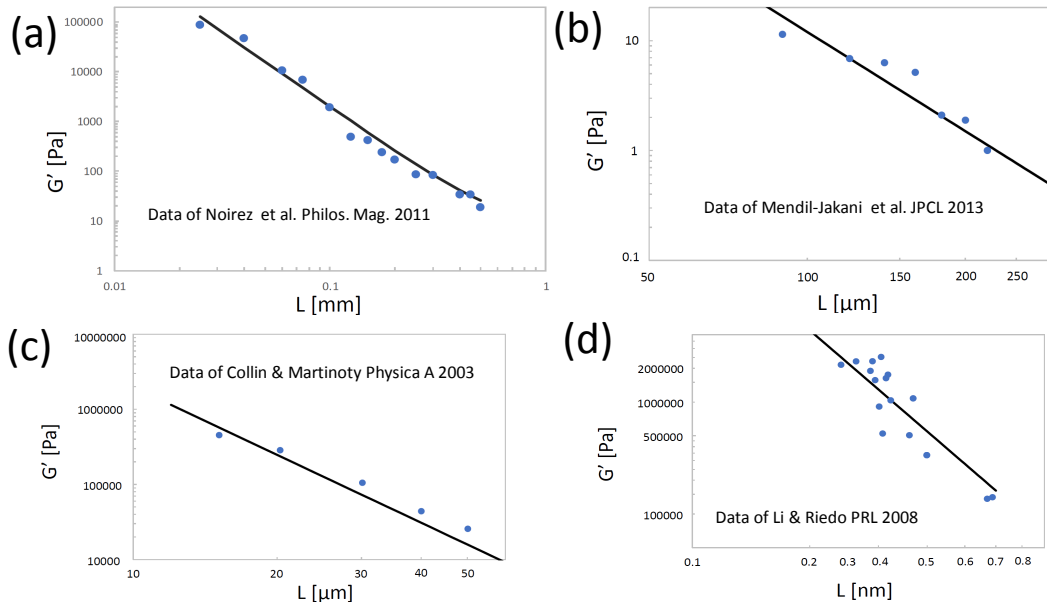 (a)
100000
10000
1000
100
10
1
G' [Pa]
Data of Noirez et al. Philos. Mag. 2011
0.01 0.1 1
L [mm]
(b)
10
1
0.1
G' [Pa]
Data of Mendil-Jakani et al. JPCL 2013
50 100 150 200 250
L [μm]
(c)
10000000
1000000
100000
10000
G' [Pa]
Data of Collin & Martinoty Physica A 2003
10 20 30 40 50
L [μm]
(d)
2000000
1000000
500000
100000
G' [Pa]
Data of Li & Riedo PRL 2008
0.1 0.2 0.3 0.4 0.5 0.6 0.7 0.8
L [nm]